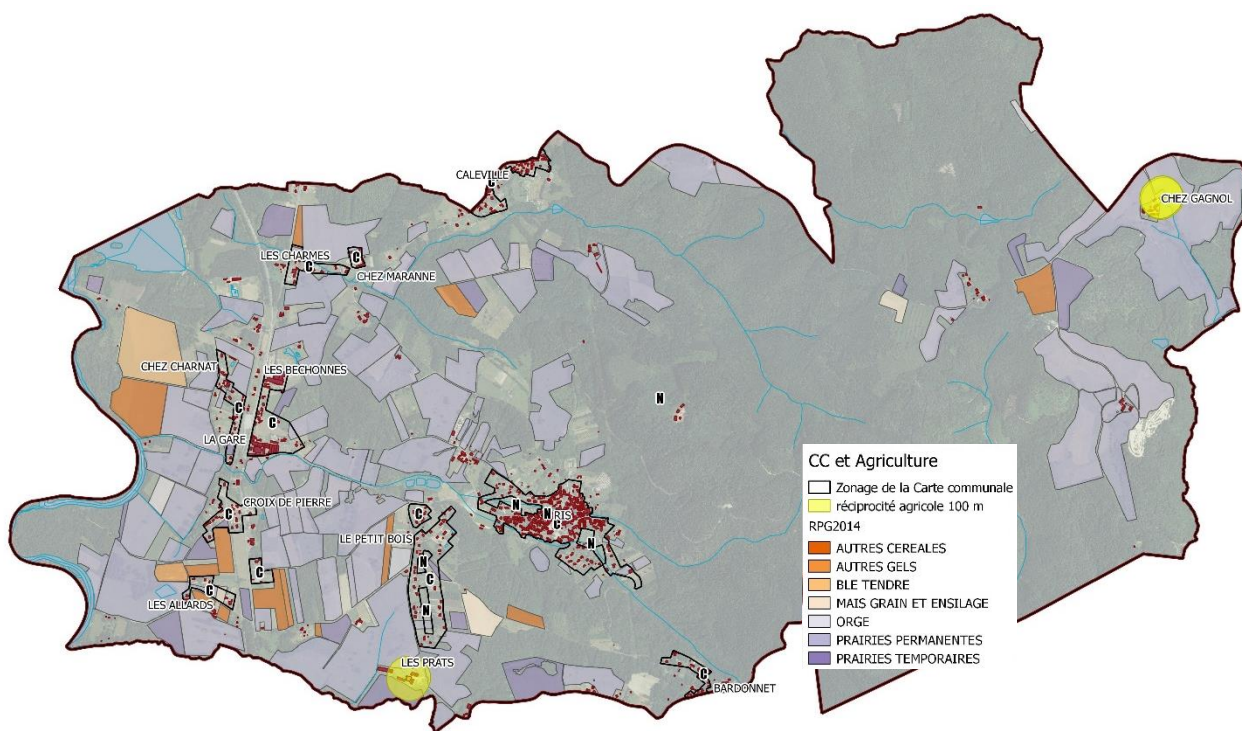 CALEVILLE
C
CHEZ GAGNOL
LES CHARMES
C
C
CHEZ MARANNE
CHEZ CHARNAT
LES BECHONNES
C
C
N
LA GARE
CROIX DE PIERRE
C
LE PETIT BOIS
C
N
N
RIS
C
N
N
C
C
N
LES ALLARDS
C
LES PRATS
C
BARDONNET
CC et Agriculture
Zonage de la Carte communale
réciprocité agricole 100 m
RPG2014
AUTRES CEREALES
AUTRES GELS
BLE TENDRE
MAIS GRAIN ET ENSILAGE
ORGE
PRAIRIES PERMANENTES
PRAIRIES TEMPORAIRES